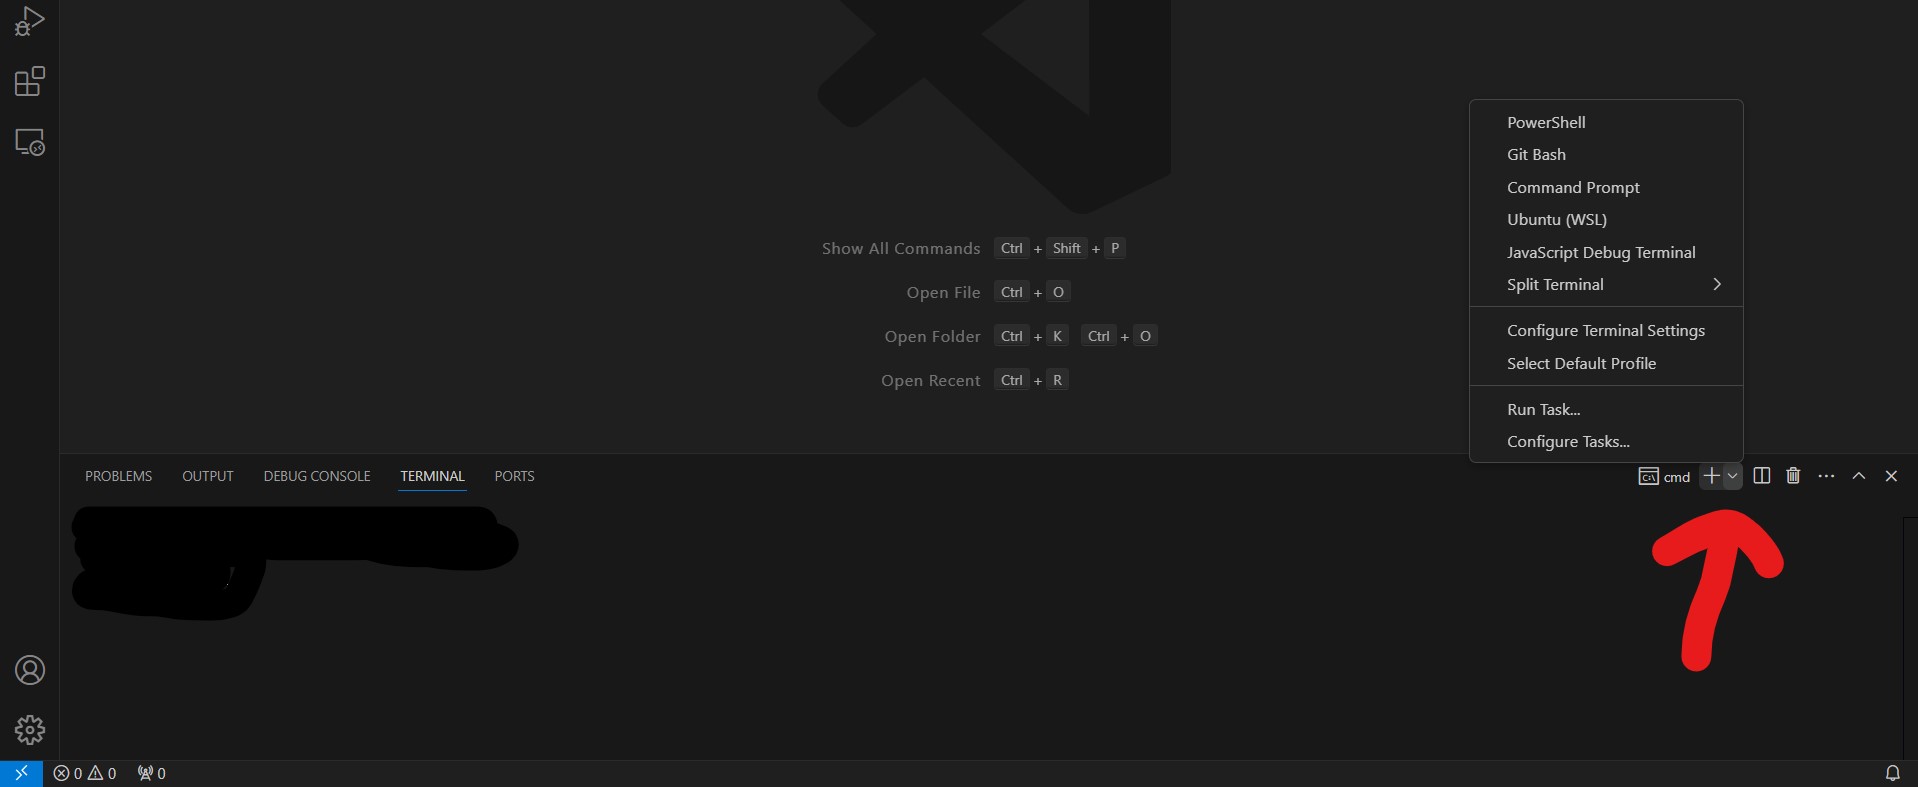 Show All Commands Ctrl + Shift + P
Open File Ctrl + O
Open Folder Ctrl + K Ctrl + O
Open Recent Ctrl + R
PowerShell
Git Bash
Command Prompt
Ubuntu (WSL)
JavaScript Debug Terminal
Split Terminal
Configure Terminal Settings
Select Default Profile
Run Task...
Configure Tasks...
PROBLEMS OUTPUT DEBUG CONSOLE TERMINAL PORTS cmd
0 0 0